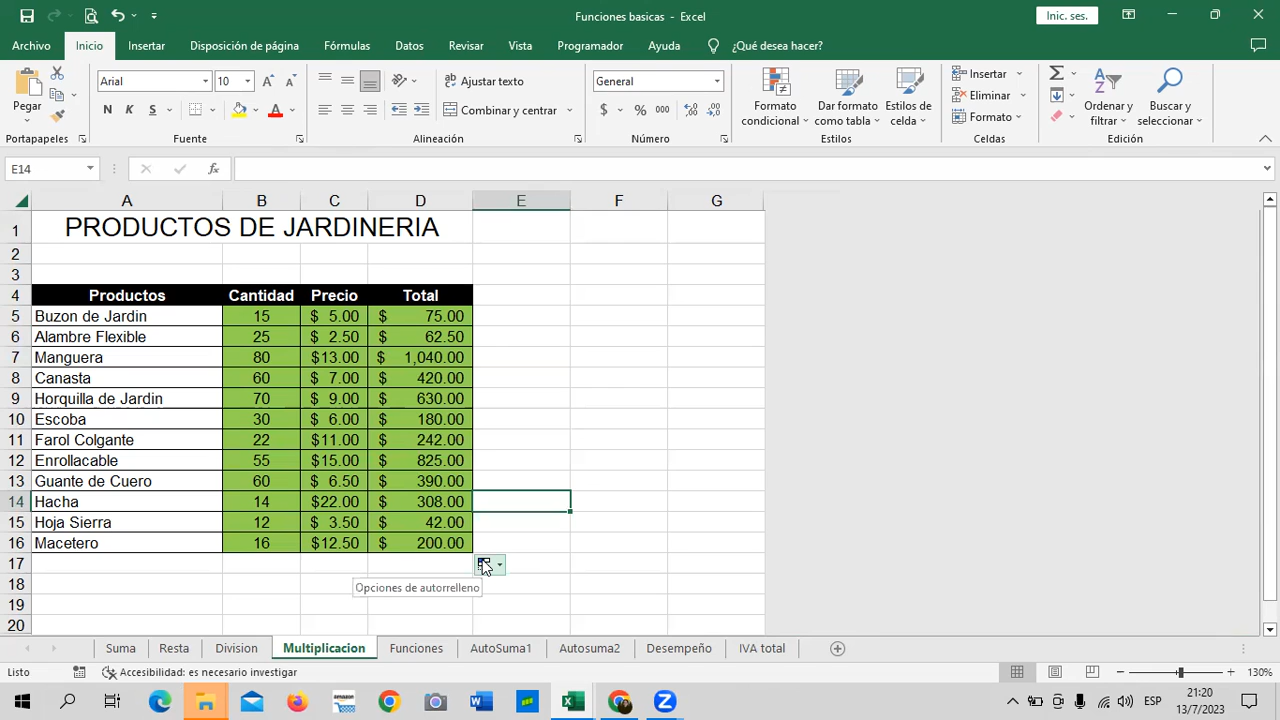 Funciones basicas - Excel
Inic. ses.
Archivo Inicio Insertar Disposición de página Fórmulas Datos Revisar Vista Programador Ayuda ¿Qué desea hacer?
Pegar
Arial 10
N K S
Ajustar texto
Combinar y centrar
General
$ % 000
Formato condicional
Dar formato como tabla
Estilos de celda
Insertar
Eliminar
Formato
Ordenar y filtrar
Buscar y seleccionar
Portapapeles Fuente Alineación Número Estilos Celdas Edición
E14 fx
A B C D E F G
1 PRODUCTOS DE JARDINERIA
2
3
4 Productos Cantidad Precio Total
5 Buzon de Jardin 15 $ 5.00 $ 75.00
6 Alambre Flexible 25 $ 2.50 $ 62.50
7 Manguera 80 $13.00 $ 1,040.00
8 Canasta 60 $ 7.00 $ 420.00
9 Horquilla de Jardin 70 $ 9.00 $ 630.00
10 Escoba 30 $ 6.00 $ 180.00
11 Farol Colgante 22 $11.00 $ 242.00
12 Enrollacable 55 $15.00 $ 825.00
13 Guante de Cuero 60 $ 6.50 $ 390.00
14 Hacha 14 $22.00 $ 308.00
15 Hoja Sierra 12 $ 3.50 $ 42.00
16 Macetero 16 $12.50 $ 200.00
17
18 Opciones de autorrelleno
19
20
Suma Resta Division Multiplicacion Funciones AutoSuma1 Autosuma2 Desempeño IVA total
Listo Accesibilidad: es necesario investigar 130%
ESP 21:20
13/7/2023